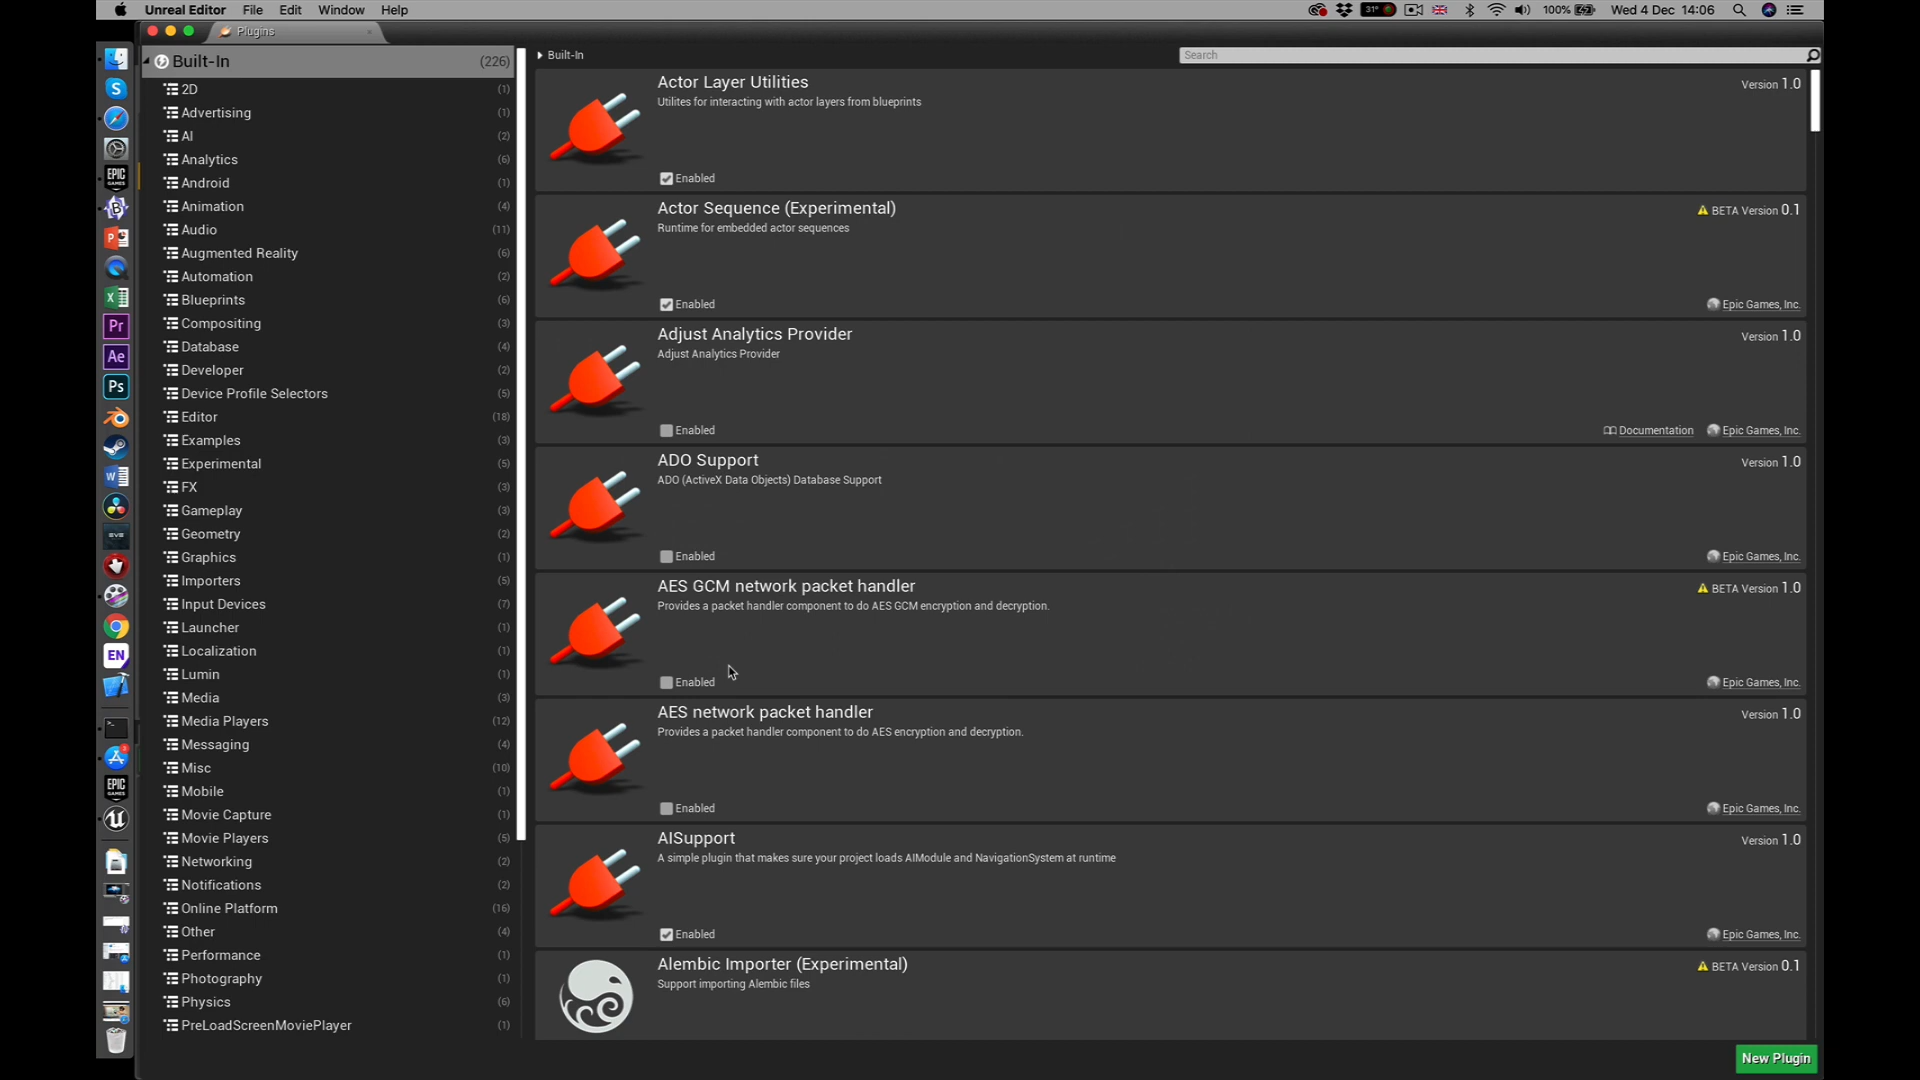 Unreal Editor File Edit Window Help
31° 100% Wed 4 Dec 14:06
Plugins
Built-In (226)
2D (1)
Advertising (1)
AI (2)
Analytics (6)
Android (1)
Animation (4)
Audio (11)
Augmented Reality (6)
Automation (2)
Blueprints (6)
Compositing (3)
Database (4)
Developer (2)
Device Profile Selectors (5)
Editor (18)
Examples (3)
Experimental (5)
FX (3)
Gameplay (3)
Geometry (2)
Graphics (1)
Importers (5)
Input Devices (7)
Launcher (1)
Localization (1)
Lumin (1)
Media (3)
Media Players (12)
Messaging (4)
Misc (10)
Mobile (1)
Movie Capture (1)
Movie Players (5)
Networking (2)
Notifications (2)
Online Platform (16)
Other (4)
Performance (1)
Photography (1)
Physics (6)
PreLoadScreenMoviePlayer (1)
Built-In
Search
Actor Layer Utilities Version 1.0
Utilites for interacting with actor layers from blueprints
Enabled
Actor Sequence (Experimental) BETA Version 0.1
Runtime for embedded actor sequences
Enabled Epic Games, Inc.
Adjust Analytics Provider Version 1.0
Adjust Analytics Provider
Enabled Documentation Epic Games, Inc.
ADO Support Version 1.0
ADO (ActiveX Data Objects) Database Support
Enabled Epic Games, Inc.
AES GCM network packet handler BETA Version 1.0
Provides a packet handler component to do AES GCM encryption and decryption.
Enabled Epic Games, Inc.
AES network packet handler Version 1.0
Provides a packet handler component to do AES encryption and decryption.
Enabled Epic Games, Inc.
AISupport Version 1.0
A simple plugin that makes sure your project loads AIModule and NavigationSystem at runtime
Enabled Epic Games, Inc.
Alembic Importer (Experimental) BETA Version 0.1
Support importing Alembic files
New Plugin
S
EPIC GAMES
B
P
X
Pr
Ae
Ps
W
EVE
EN
EPIC GAMES